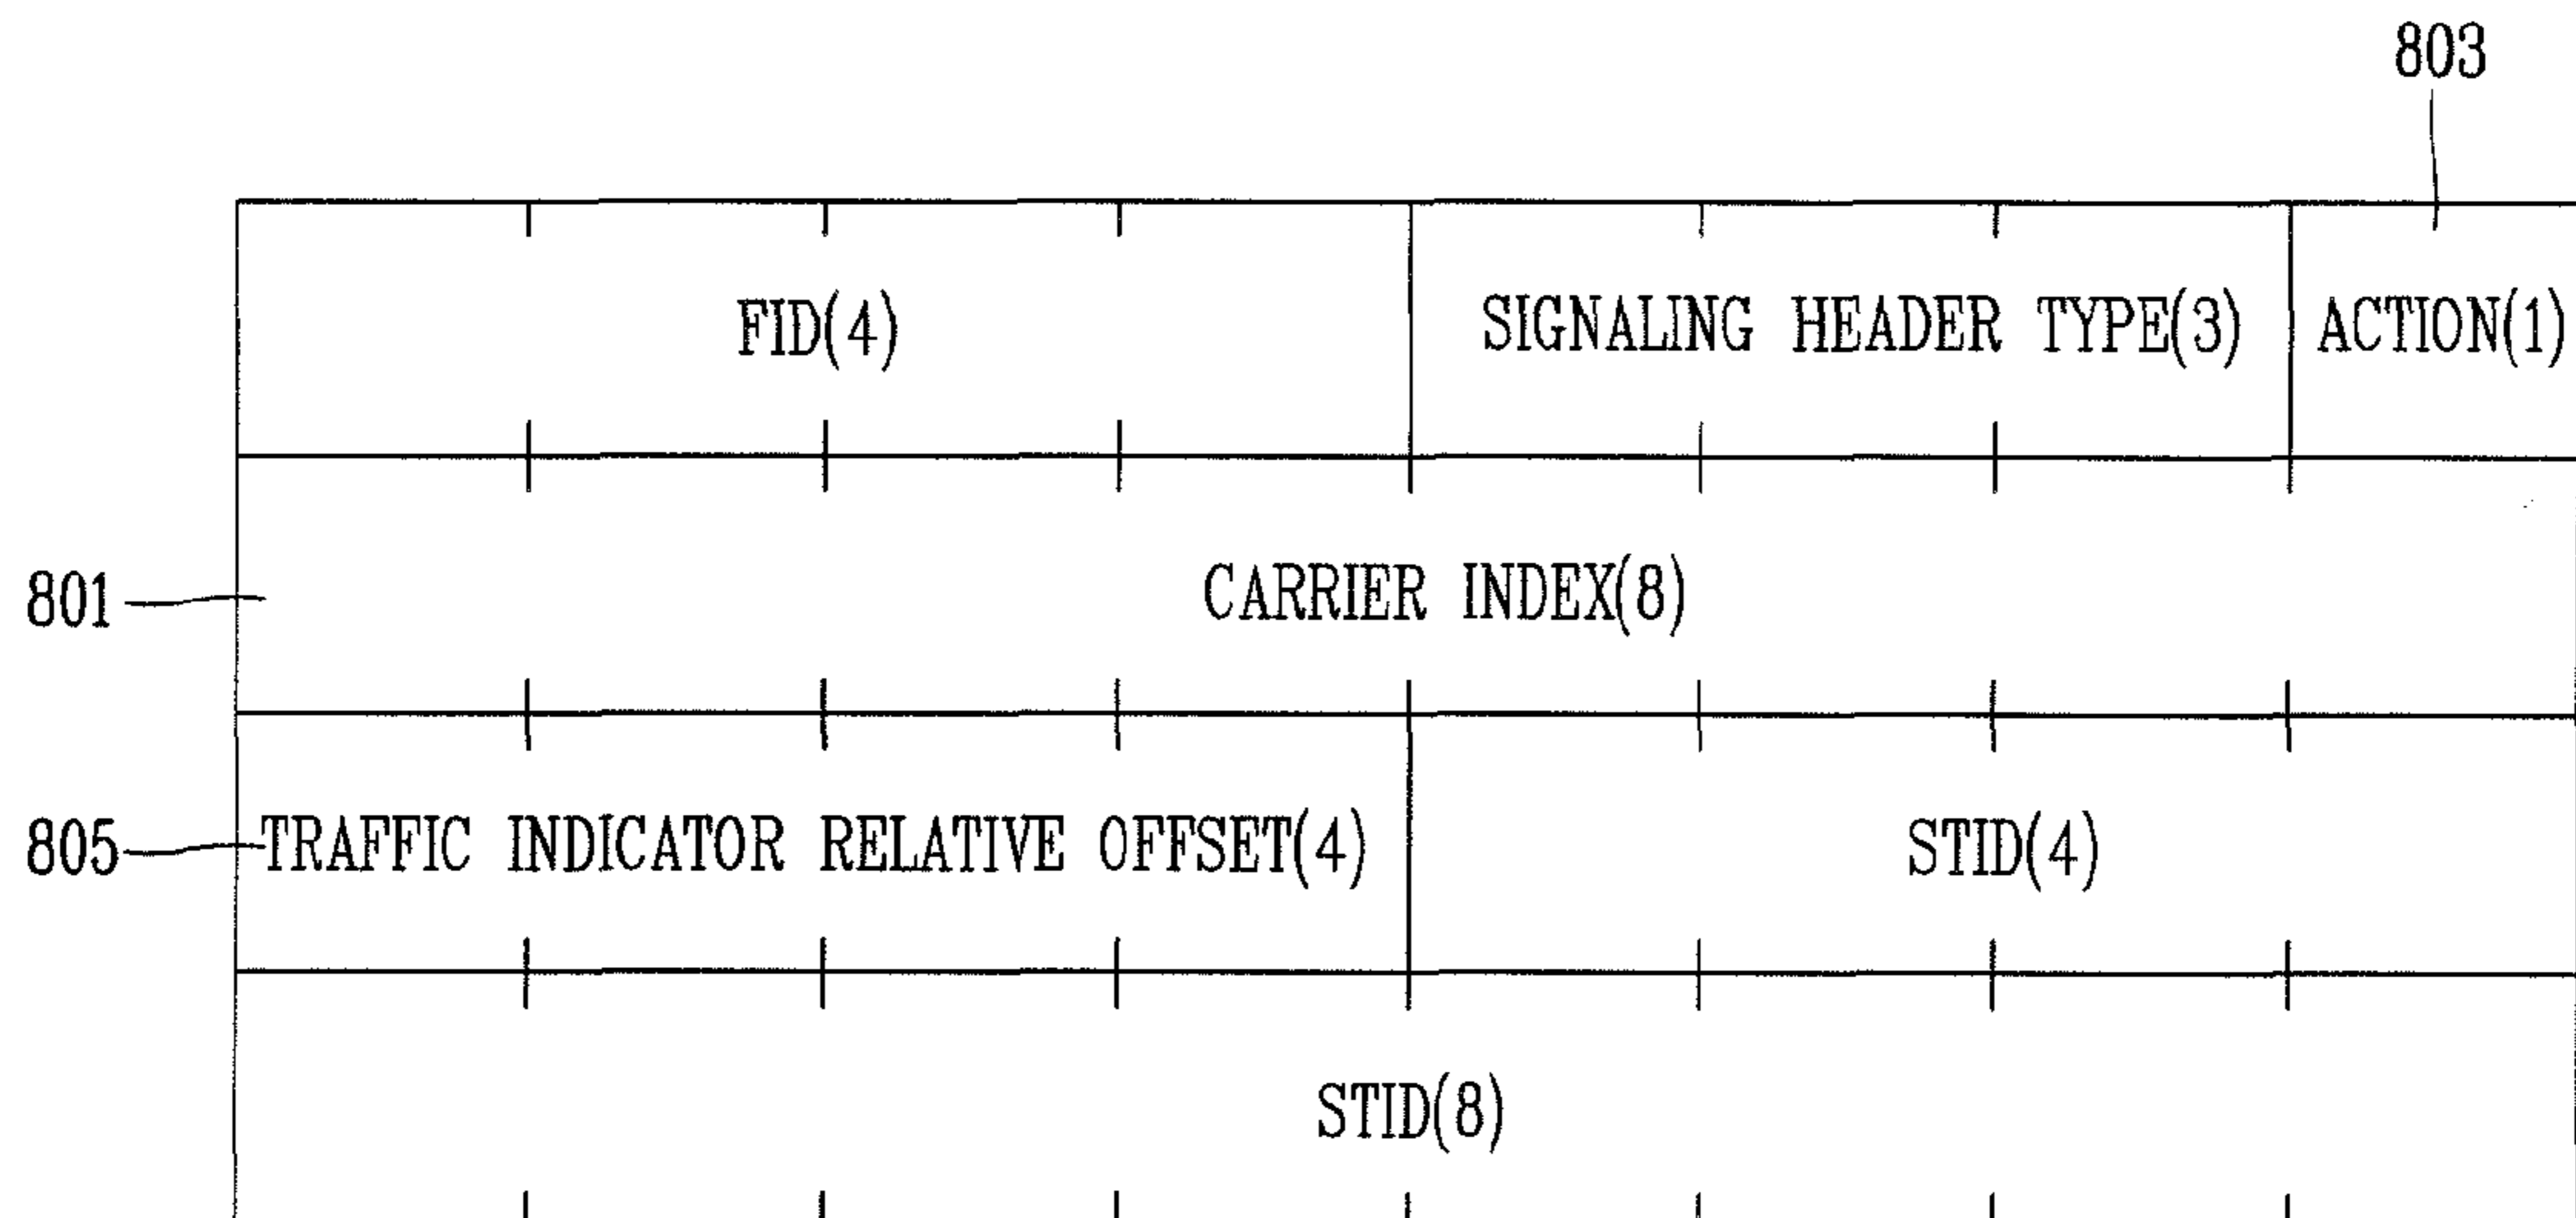 803
FID(4) SIGNALING HEADER TYPE(3) ACTION(1)
801 CARRIER INDEX(8)
805 TRAFFIC INDICATOR RELATIVE OFFSET(4) STID(4)
STID(8)